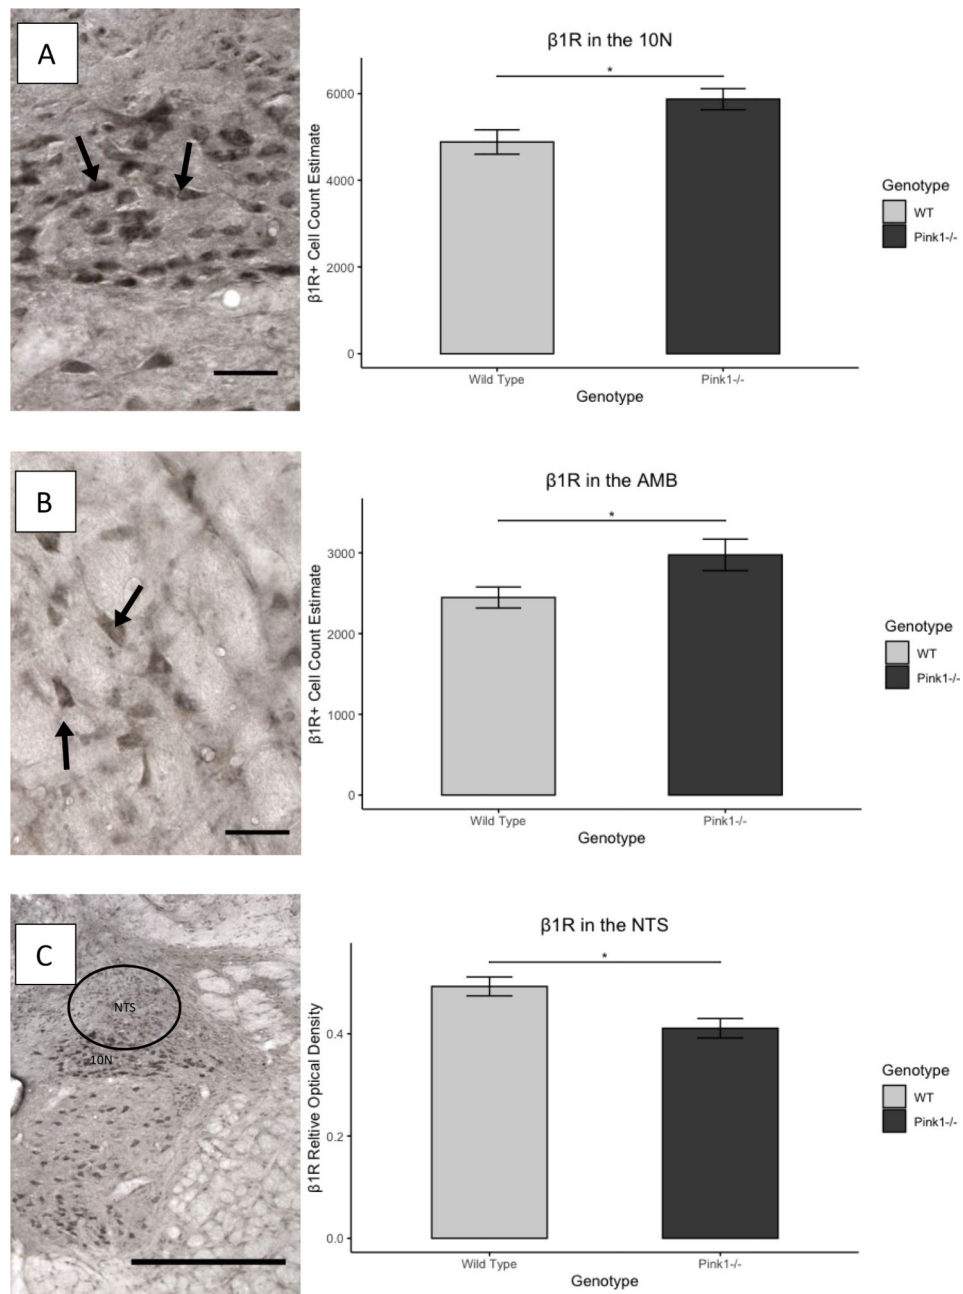 A
β1R in the 10N
*
6000
4000
2000
0
β1R+ Cell Count Estimate
Wild Type
Pink1-/-
Genotype
Genotype
WT
Pink1-/-
B
β1R in the AMB
*
3000
2000
1000
0
β1R+ Cell Count Estimate
Wild Type
Pink1-/-
Genotype
Genotype
WT
Pink1-/-
C
NTS
10N
β1R in the NTS
*
0.4
0.2
0.0
β1R Reltive Optical Density
Wild Type
Pink1-/-
Genotype
Genotype
WT
Pink1-/-